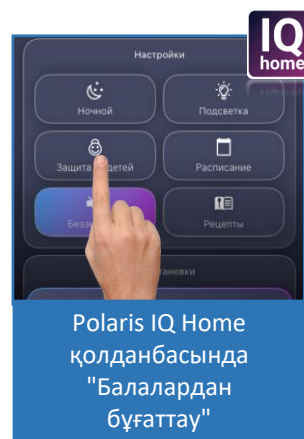 IQ
home
Настройки
Ночной
Подсветка
Защита детей
Расписание
Рецепты
Polaris IQ Home
қолданбасында
"Балалардан
бұғаттау"